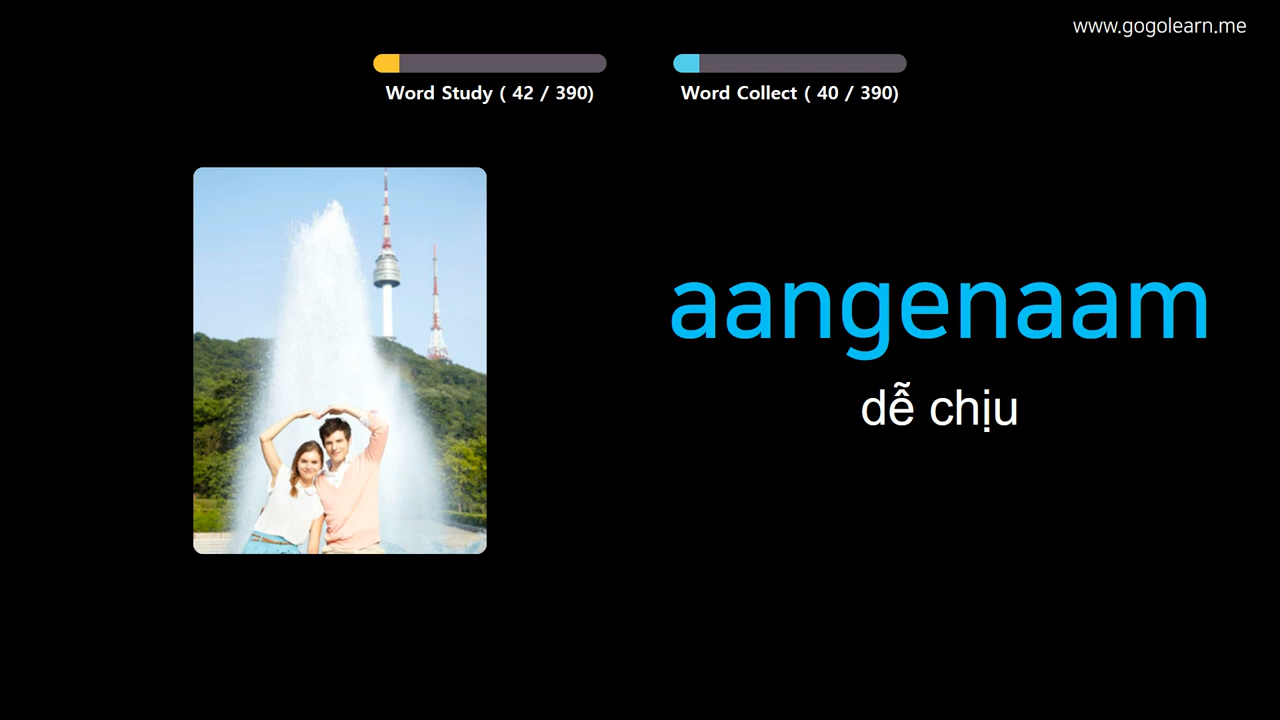 www.gogolearn.me
Word Study ( 42 / 390)
Word Collect ( 40 / 390)
aangenaam
dễ chịu